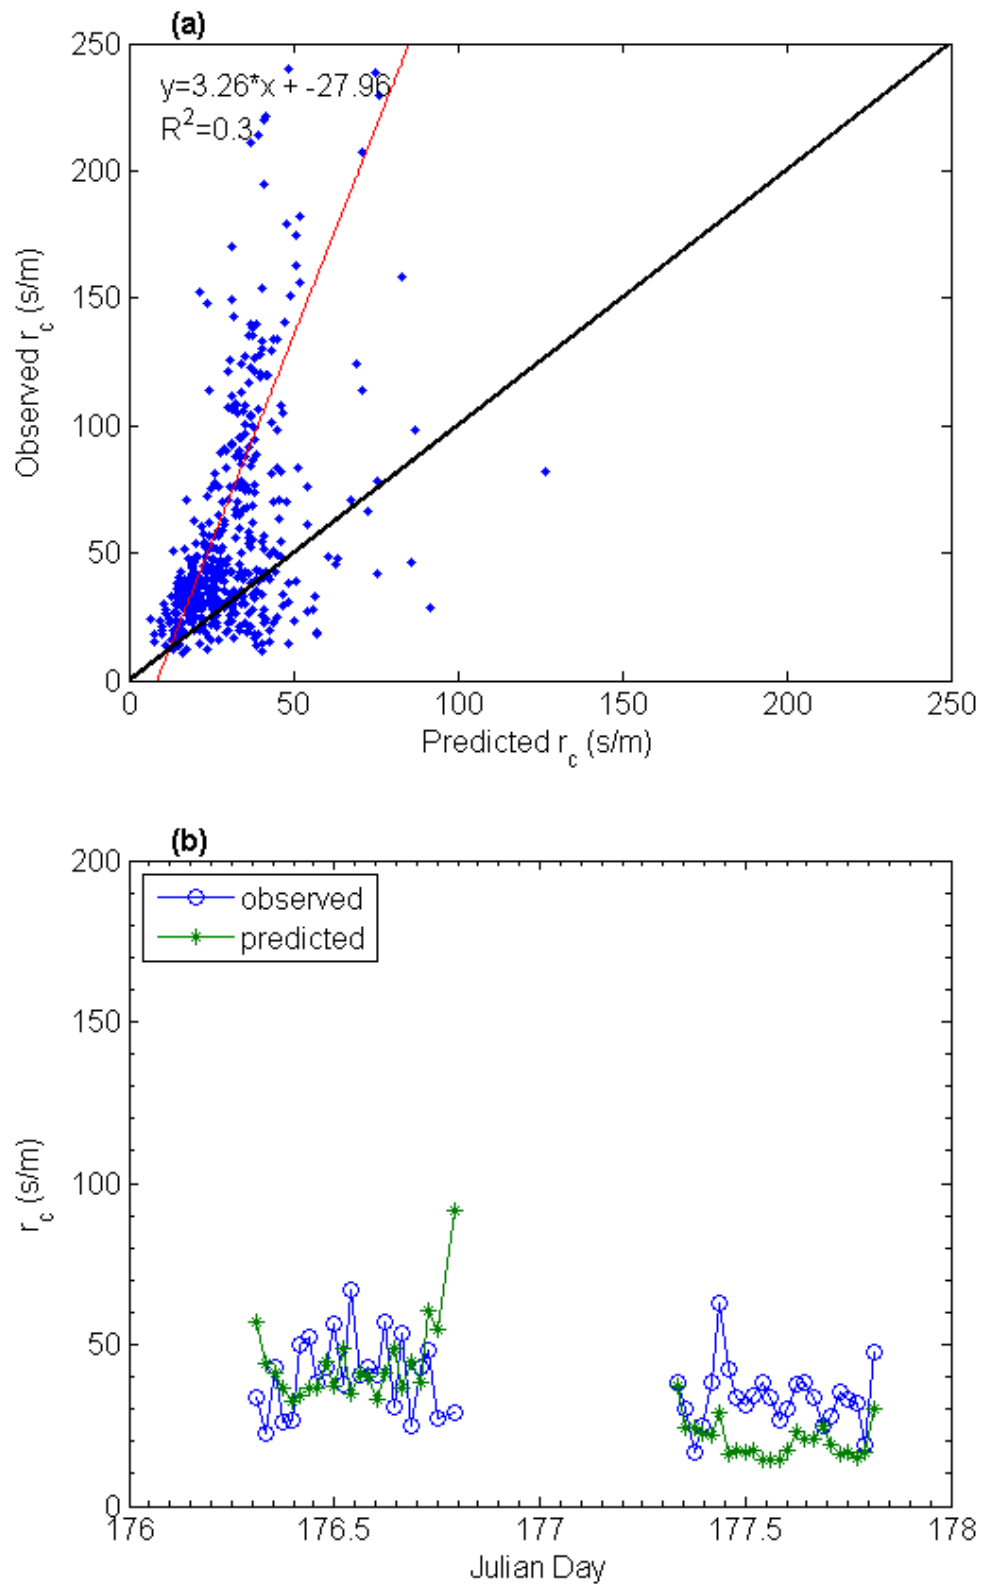 (a)
250
200
150
100
50
0
Observed r_c (s/m)
y=3.26*x + -27.96
R^2=0.3
0 50 100 150 200 250
Predicted r_c (s/m)
(b)
200
150
100
50
0
r_c (s/m)
observed
predicted
176 176.5 177 177.5 178
Julian Day